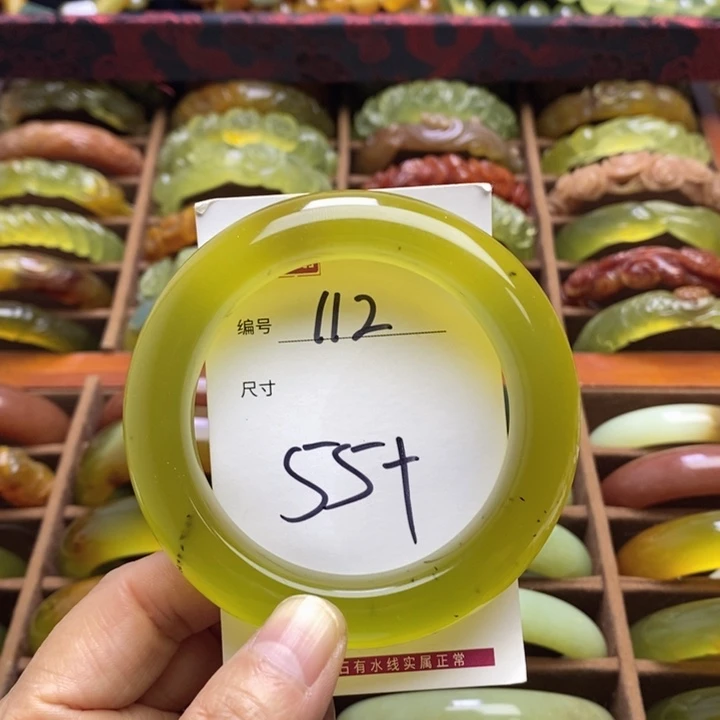 编号 112
尺寸
55+
石有水线实属正常